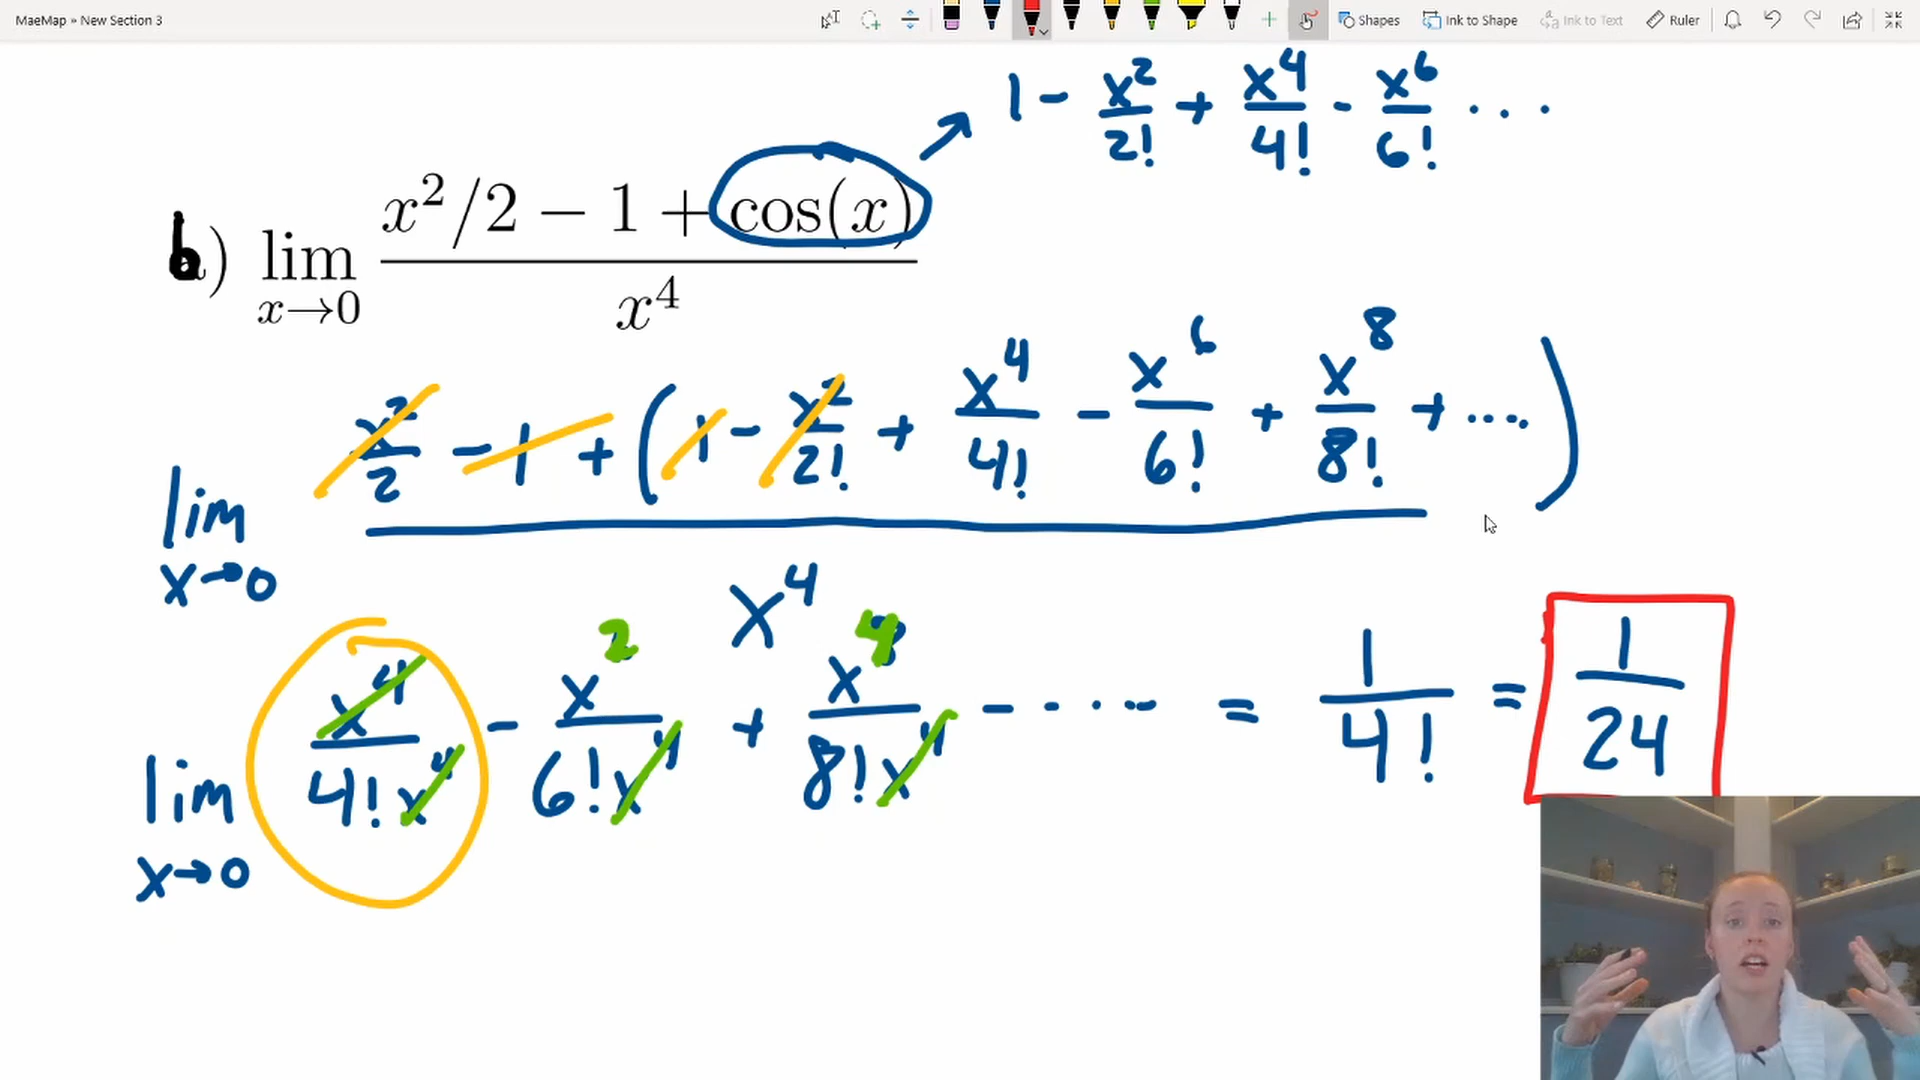 MaeMap » New Section 3
Shapes Ink to Shape Ink to Text Ruler
1 - x²/2! + x⁴/4! - x⁶/6! ...
b) lim x→0 (x²/2 − 1 + cos(x))/x⁴
lim x→0 (x²/2 - 1 + (1 - x²/2! + x⁴/4! - x⁶/6! + x⁸/8! + ....))/x⁴
lim x→0 x⁴/4!x⁴ - x²/6!x⁴ + x⁴/8!x⁴ - .... = 1/4! = 1/24